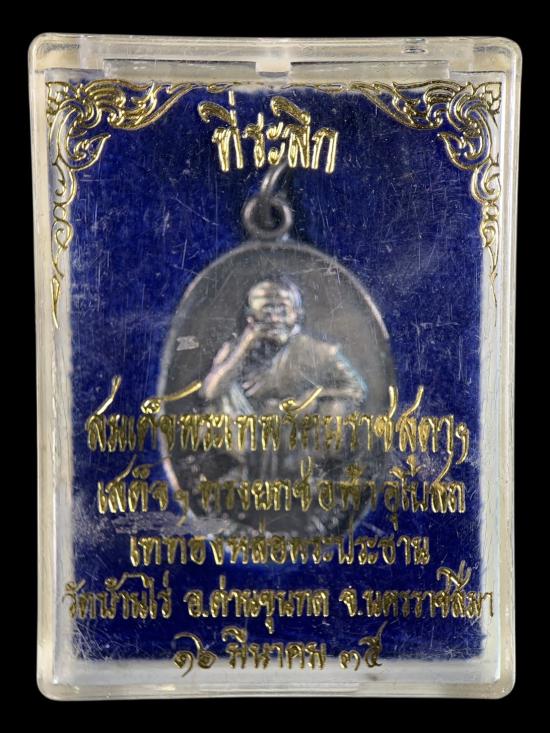 ที่ระลึก
สมเด็จพระเทพรัตนราชสุดาฯ
เสด็จฯ ทรงยกช่อฟ้าอุโบสถ
เททองหล่อพระประธาน
วัดบ้านไร่ อ.ด่านขุนทด จ.นครราชสีมา
๑๖ มีนาคม ๓๕